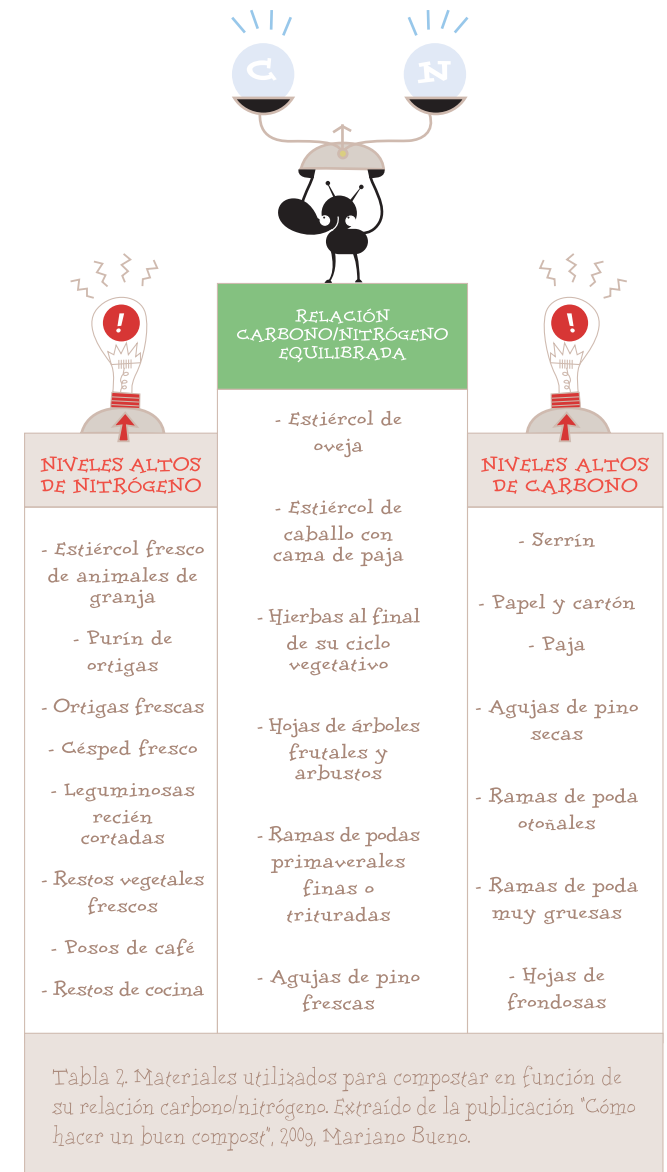 C
N
RELACIÓN
CARBONO/NITRÓGENO
EQUILIBRADA
!
!
NIVELES ALTOS
DE NITRÓGENO
- Estiércol fresco
de animales de
granja
- Purín de
ortigas
- Ortigas frescas
- Césped fresco
- Leguminosas
recién
cortadas
- Restos vegetales
frescos
- Posos de café
- Restos de cocina
- Estiércol de
oveja
- Estiércol de
caballo con
cama de paja
- Hierbas al final
de su ciclo
vegetativo
- Hojas de árboles
frutales y
arbustos
- Ramas de podas
primaverales
finas o
trituradas
- Agujas de pino
frescas
NIVELES ALTOS
DE CARBONO
- Serrín
- Papel y cartón
- Paja
- Agujas de pino
secas
- Ramas de poda
otoñales
- Ramas de poda
muy gruesas
- Hojas de
frondosas
Tabla 2. Materiales utilizados para compostar en función de
su relación carbono/nitrógeno. Extraído de la publicación "Cómo
hacer un buen compost", 2009, Mariano Bueno.